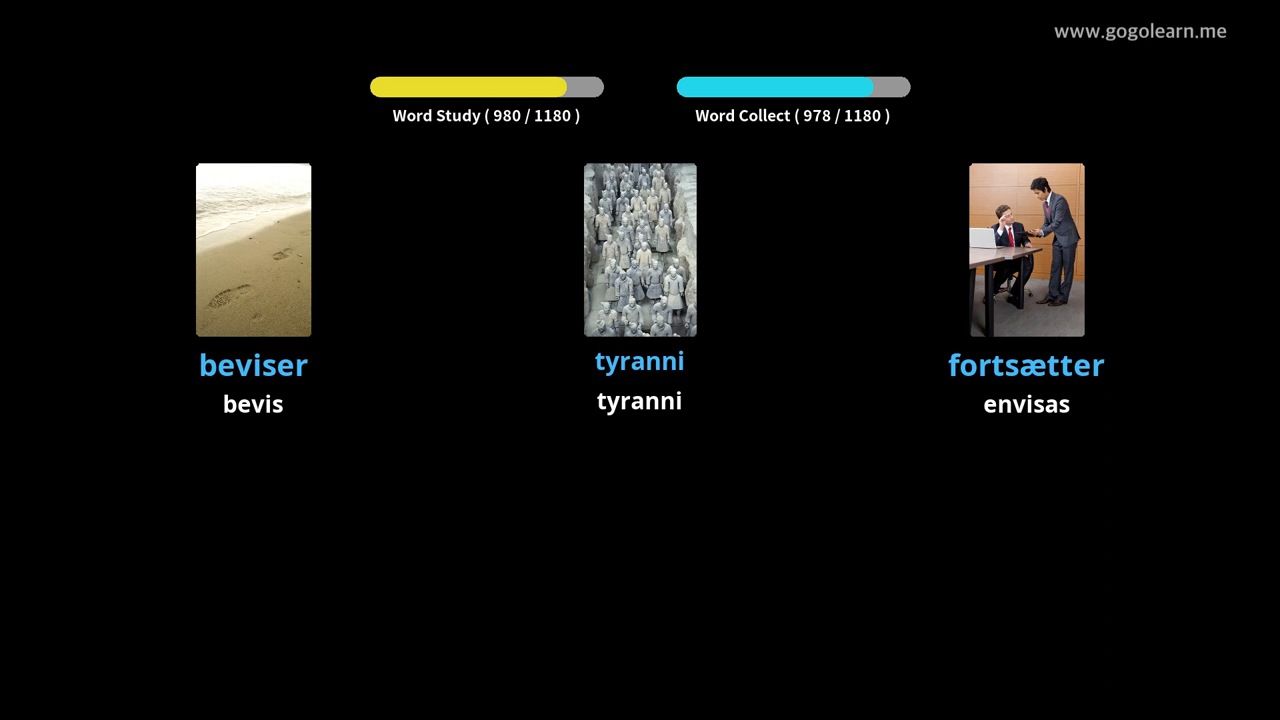 www.gogolearn.me
Word Study ( 980 / 1180 )
Word Collect ( 978 / 1180 )
beviser
bevis
tyranni
tyranni
fortsætter
envisas